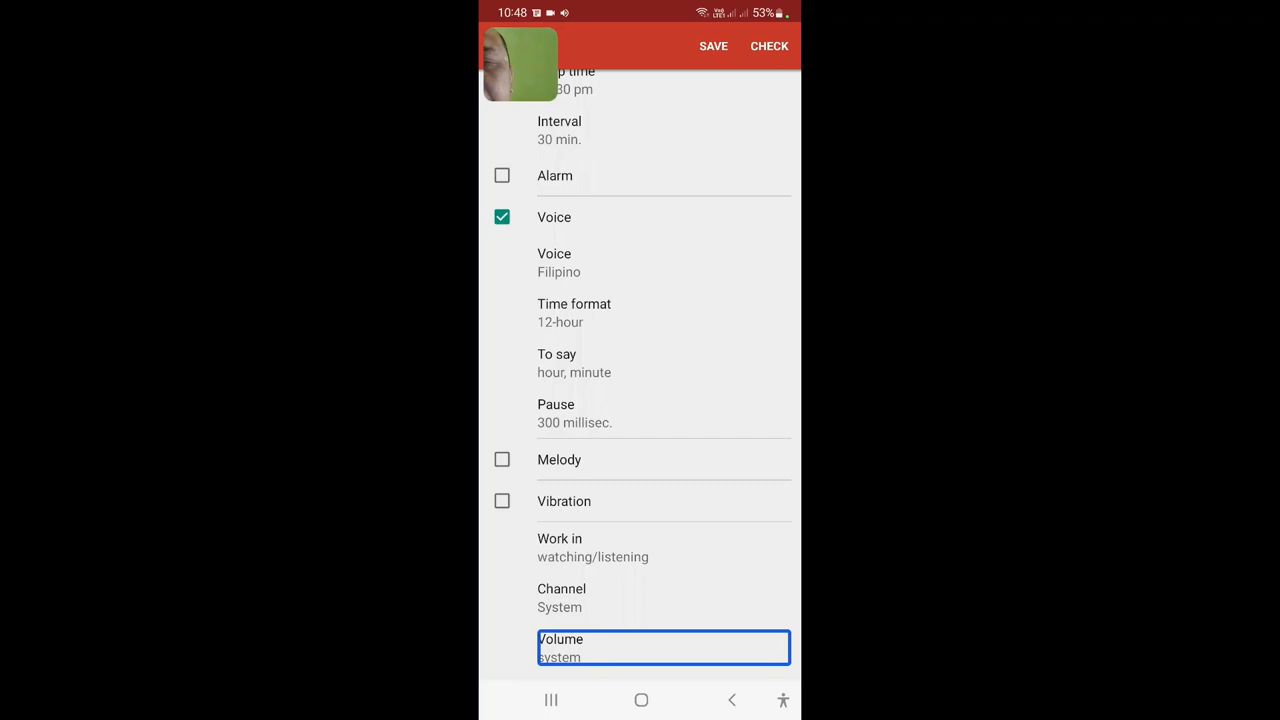 10:48
53%
SAVE CHECK
p time
30 pm
Interval
30 min.
Alarm
Voice
Voice
Filipino
Time format
12-hour
To say
hour, minute
Pause
300 millisec.
Melody
Vibration
Work in
watching/listening
Channel
System
Volume
system